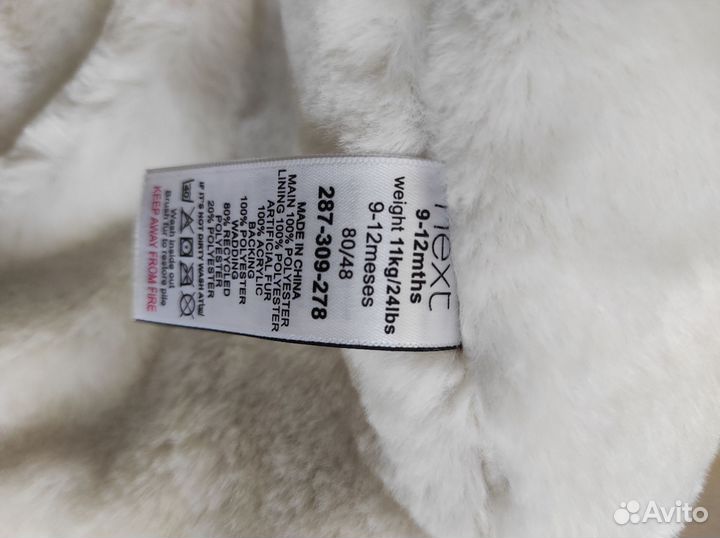 next
9-12mths
weight 11kg/24lbs
9-12meses
80/48
287-309-278
MADE IN CHINA
MAIN 100% POLYESTER
LINING 100% POLYESTER
ARTIFICIAL FUR
100% ACRYLIC
BACKING
100% POLYESTER
WADDING
80% RECYCLED
POLYESTER
20% POLYESTER
IF IT'S NOT DIRTY WASH AT
Wash inside out
Brush fur to restore pile
KEEP AWAY FROM FIRE
Avito